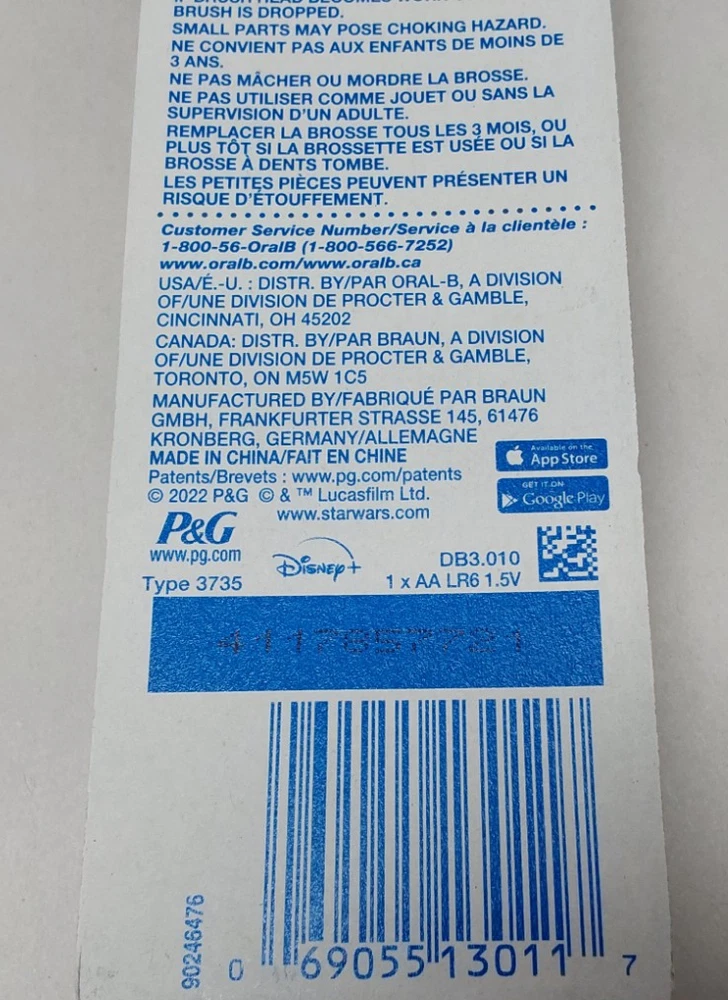 BRUSH IS DROPPED.
SMALL PARTS MAY POSE CHOKING HAZARD.
NE CONVIENT PAS AUX ENFANTS DE MOINS DE
3 ANS.
NE PAS MÂCHER OU MORDRE LA BROSSE.
NE PAS UTILISER COMME JOUET OU SANS LA
SUPERVISION D'UN ADULTE.
REMPLACER LA BROSSE TOUS LES 3 MOIS, OU
PLUS TÔT SI LA BROSSETTE EST USÉE OU SI LA
BROSSE À DENTS TOMBE.
LES PETITES PIÈCES PEUVENT PRÉSENTER UN
RISQUE D'ÉTOUFFEMENT.
Customer Service Number/Service à la clientèle :
1-800-56-OralB (1-800-566-7252)
www.oralb.com/www.oralb.ca
USA/É.-U. : DISTR. BY/PAR ORAL-B, A DIVISION
OF/UNE DIVISION DE PROCTER & GAMBLE,
CINCINNATI, OH 45202
CANADA: DISTR. BY/PAR BRAUN, A DIVISION
OF/UNE DIVISION DE PROCTER & GAMBLE,
TORONTO, ON M5W 1C5
MANUFACTURED BY/FABRIQUÉ PAR BRAUN
GMBH, FRANKFURTER STRASSE 145, 61476
KRONBERG, GERMANY/ALLEMAGNE
MADE IN CHINA/FAIT EN CHINE
Available on the
App Store
Patents/Brevets : www.pg.com/patents
© 2022 P&G © & ™ Lucasfilm Ltd.
GET IT ON
Google Play
www.starwars.com
P&G
www.pg.com
Disney+
DB3.010
Type 3735
1 x AA LR6 1.5V
90246476
0 69055 13011 7